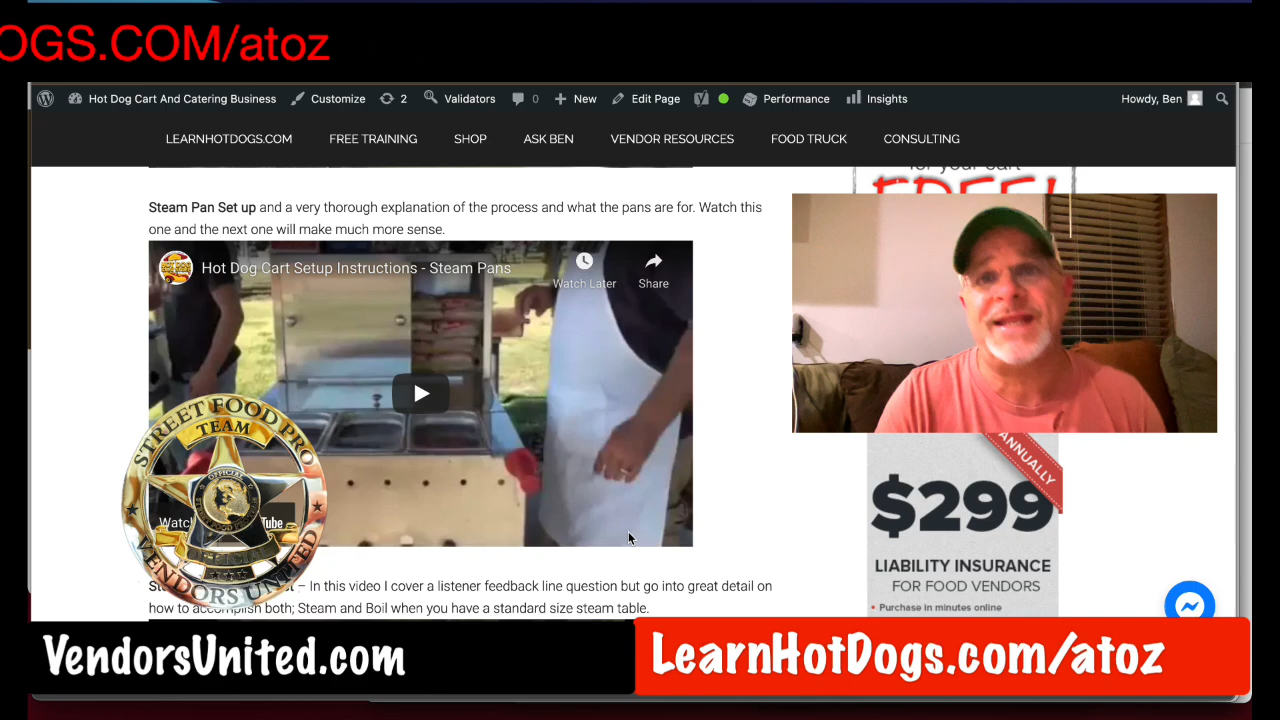 OGS.COM/atoz
Hot Dog Cart And Catering Business Customize 2 Validators 0 New Edit Page Performance Insights Howdy, Ben
LEARNHOTDOGS.COM FREE TRAINING SHOP ASK BEN VENDOR RESOURCES FOOD TRUCK CONSULTING
for your cart
FREE!
Steam Pan Set up and a very thorough explanation of the process and what the pans are for. Watch this
one and the next one will make much more sense.
Hot Dog Cart Setup Instructions - Steam Pans
Watch Later Share
STREET FOOD PRO
TEAM
OFFICIAL
VENDORS UNITED
ANNUALLY
$299
LIABILITY INSURANCE
FOR FOOD VENDORS
• Purchase in minutes online
– In this video I cover a listener feedback line question but go into great detail on
how to accomplish both; Steam and Boil when you have a standard size steam table.
VendorsUnited.com
LearnHotDogs.com/atoz